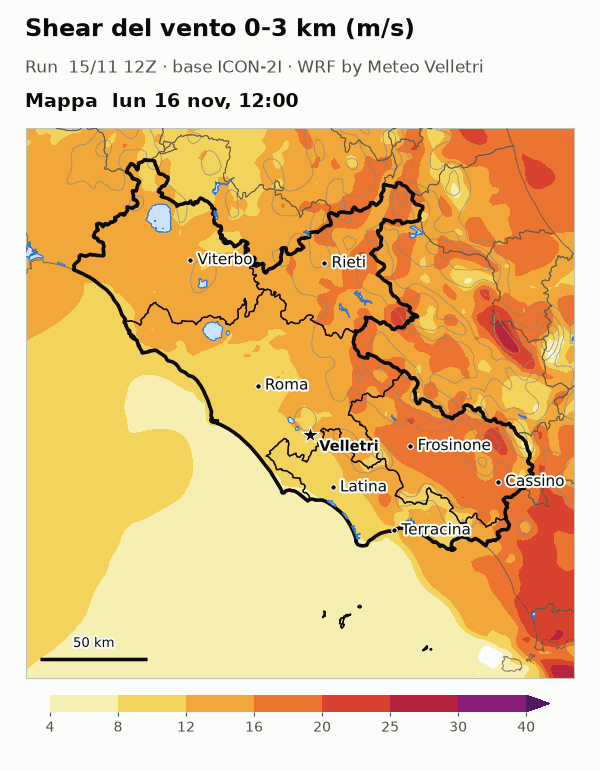 Shear del vento 0-3 km (m/s)
Run  15/11 12Z · base ICON-2I · WRF by Meteo Velletri
Mappa  lun 16 nov, 12:00
Viterbo
Rieti
Roma
Velletri
Frosinone
Cassino
Latina
Terracina
50 km
4 8 12 16 20 25 30 40